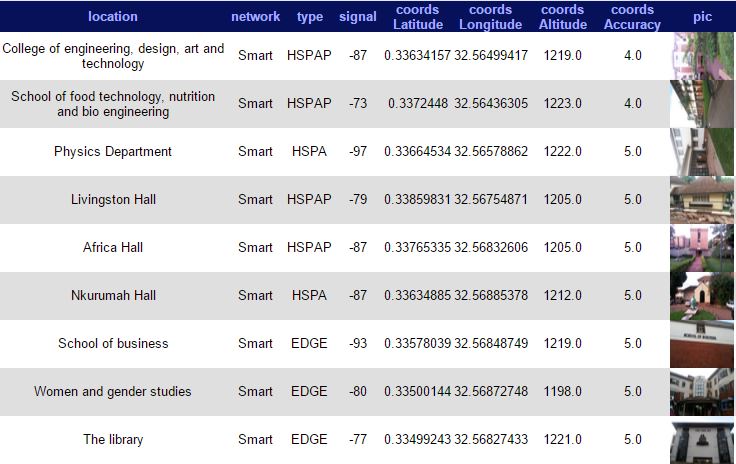 location network type signal coords Latitude coords Longitude coords Altitude coords Accuracy pic
College of engineering, design, art and technology Smart HSPAP -87 0.33634157 32.56499417 1219.0 4.0
School of food technology, nutrition and bio engineering Smart HSPAP -73 0.3372448 32.56436305 1223.0 4.0
Physics Department Smart HSPA -97 0.33664534 32.56578862 1222.0 5.0
Livingston Hall Smart HSPAP -79 0.33859831 32.56754871 1205.0 5.0
Africa Hall Smart HSPAP -87 0.33765335 32.56832606 1205.0 5.0
Nkurumah Hall Smart HSPA -87 0.33634885 32.56885378 1212.0 5.0
School of business Smart EDGE -93 0.33578039 32.56848749 1219.0 5.0
Women and gender studies Smart EDGE -80 0.33500144 32.56872748 1198.0 5.0
The library Smart EDGE -77 0.33499243 32.56827433 1221.0 5.0